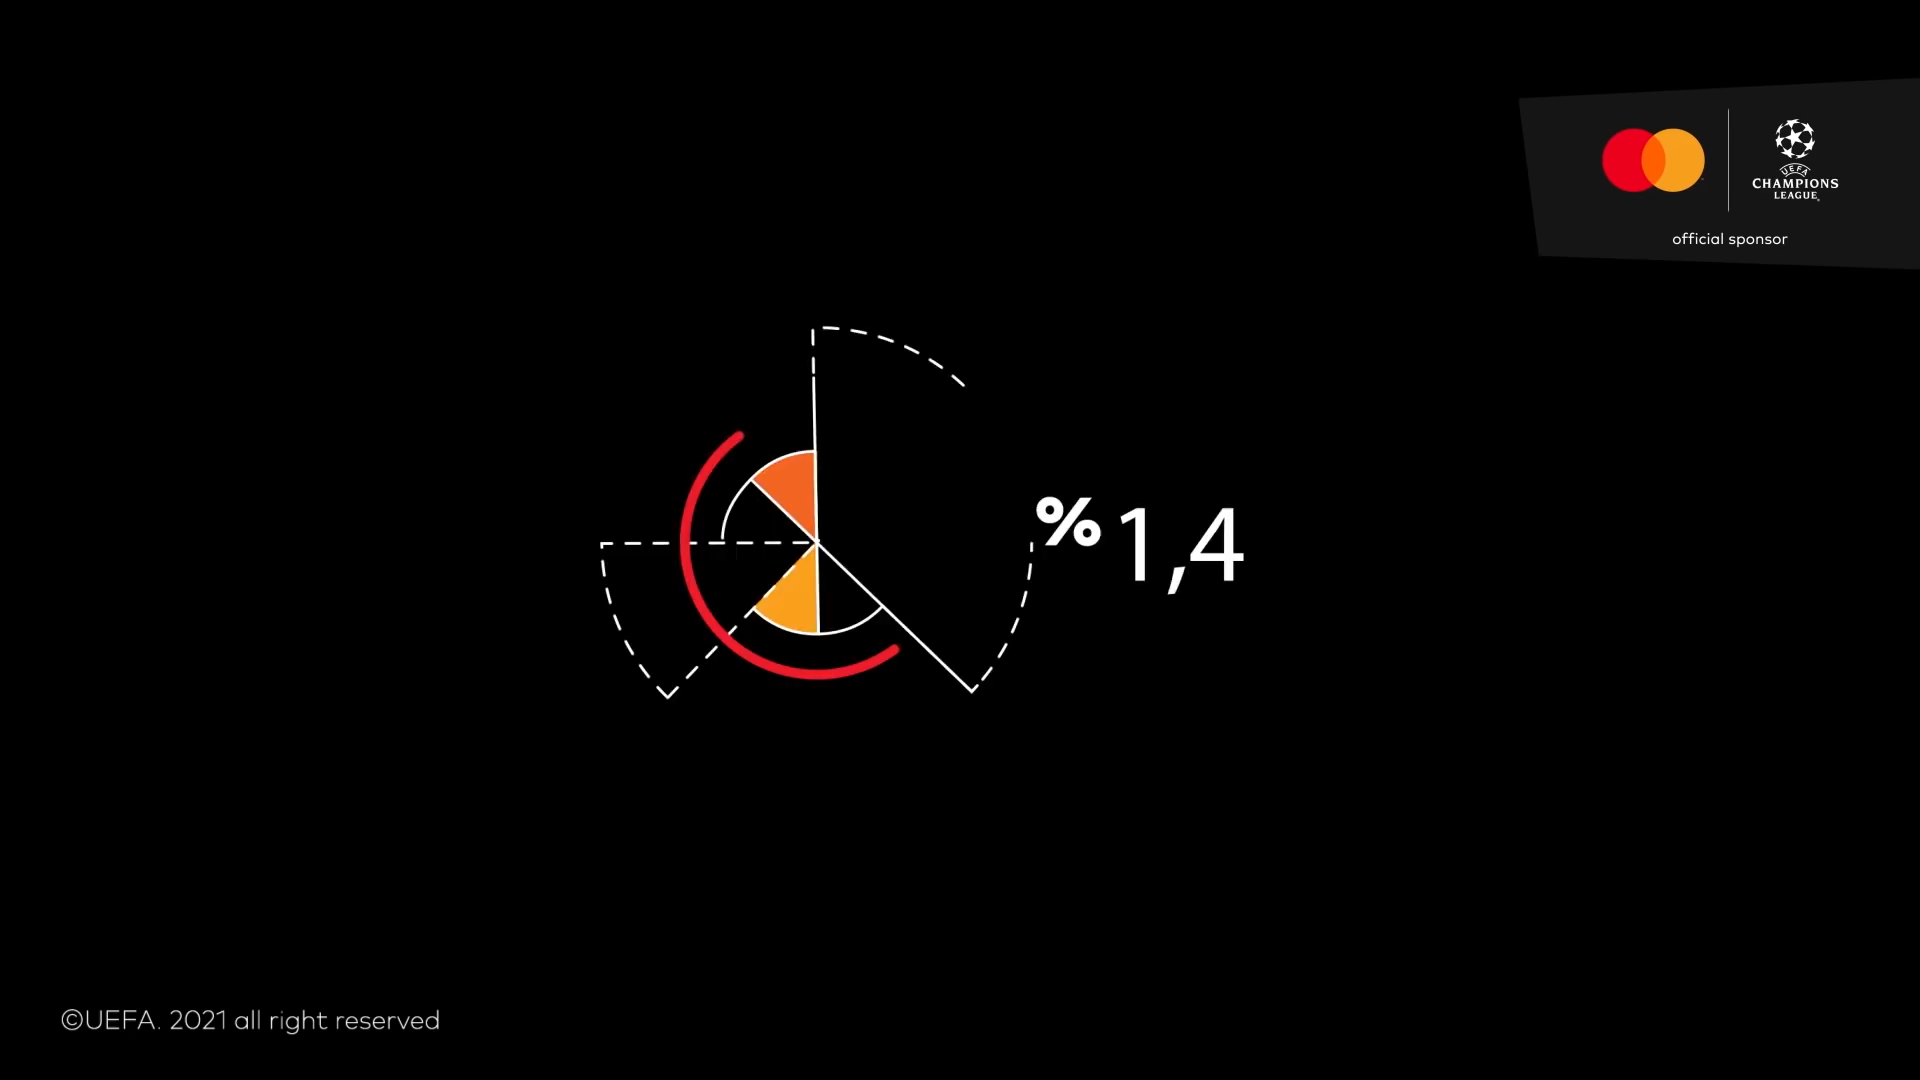 UEFA
CHAMPIONS
LEAGUE
official sponsor
%1,4
©UEFA. 2021 all right reserved